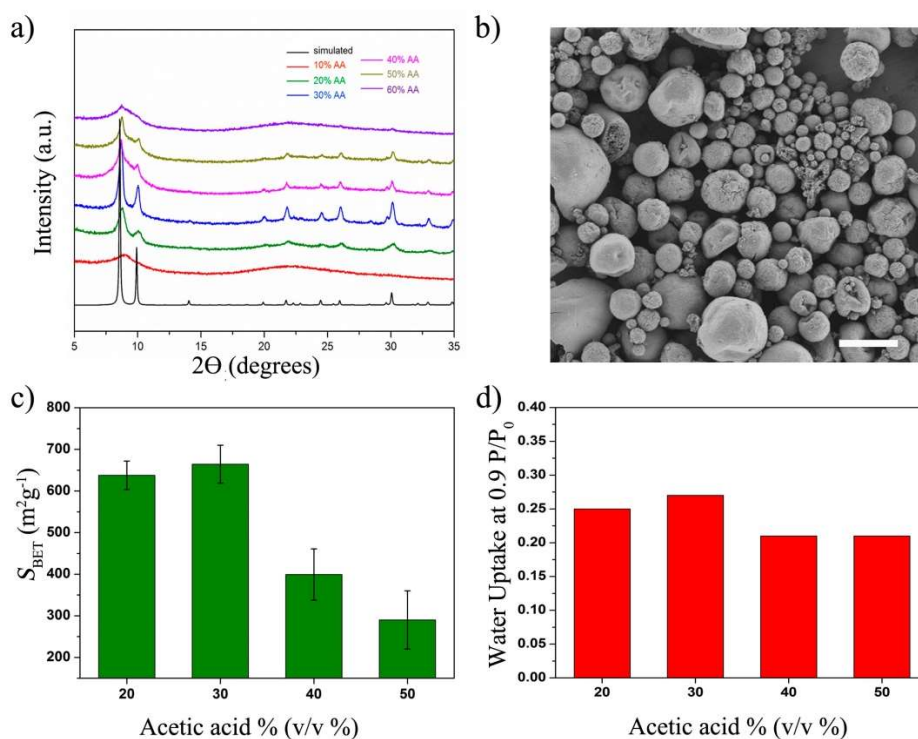 a)
Intensity (a.u.)
simulated
10% AA
20% AA
30% AA
40% AA
50% AA
60% AA
5 10 15 20 25 30 35
2Ɵ (degrees)
b)
c)
S_BET (m²g⁻¹)
800
700
600
500
400
300
200
20 30 40 50
Acetic acid % (v/v %)
d)
Water Uptake at 0.9 P/P₀
0.40
0.35
0.30
0.25
0.20
0.15
0.10
0.05
0.00
20 30 40 50
Acetic acid % (v/v %)